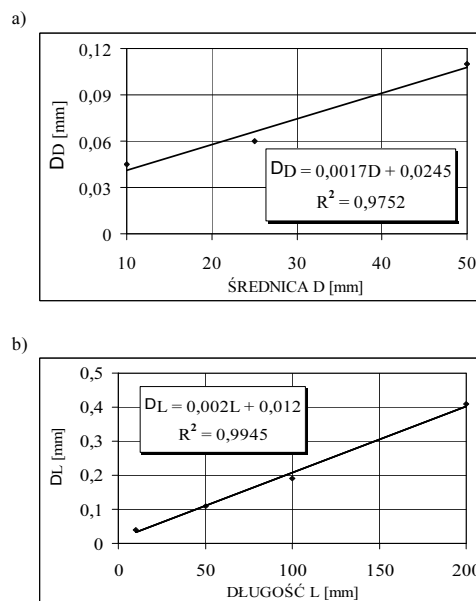 a)
0,12
0,09
0,06
0,03
0
DD [mm]
DD = 0,0017D + 0,0245
R² = 0,9752
10 20 30 40 50
ŚREDNICA D [mm]
b)
0,5
0,4
0,3
0,2
0,1
0
DL [mm]
DL = 0,002L + 0,012
R² = 0,9945
0 50 100 150 200
DŁUGOŚĆ L [mm]